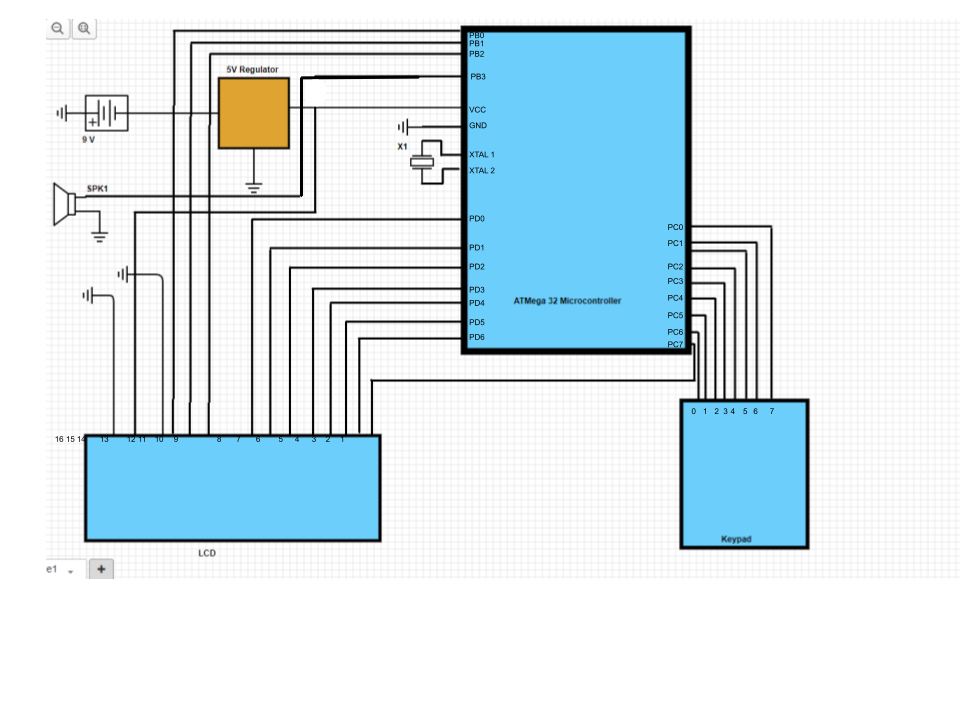 PB0
PB1
PB2
5V Regulator
PB3
VCC
GND
9 V
X1
XTAL 1
XTAL 2
SPK1
PD0
PC0
PD1
PC1
PD2
PC2
PC3
PD3
PC4
ATMega 32 Microcontroller
PD4
PC5
PD5
PC6
PD6
PC7
0 1 2 3 4 5 6 7
16 15 14 13 12 11 10 9 8 7 6 5 4 3 2 1
Keypad
LCD
e1